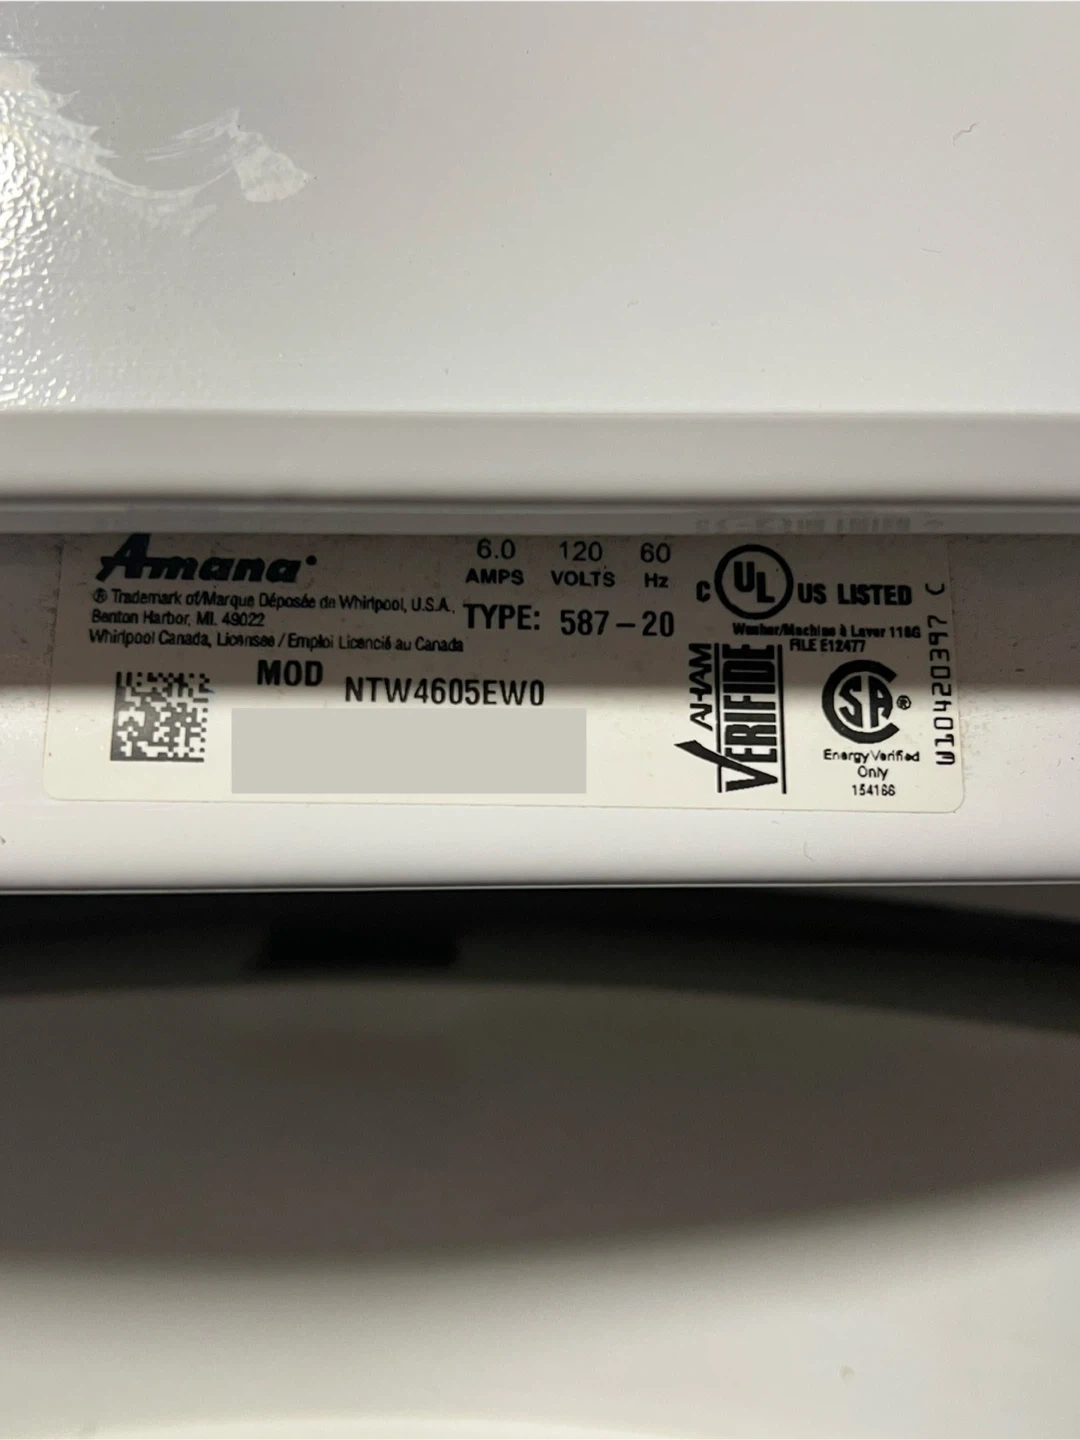 Amana
6.0 120 60
AMPS VOLTS Hz
® Trademark of/Marque Déposée de Whirlpool, U.S.A.,
Benton Harbor, MI. 49022
Whirlpool Canada, Licensee / Emploi Licencié au Canada
TYPE: 587-20
MOD NTW4605EW0
C UL US LISTED
Washer/Machine à Laver 118G
FILE E12477
AHAM
VERIFIDE
SA®
Energy Verified
Only
154166
W10420397 C